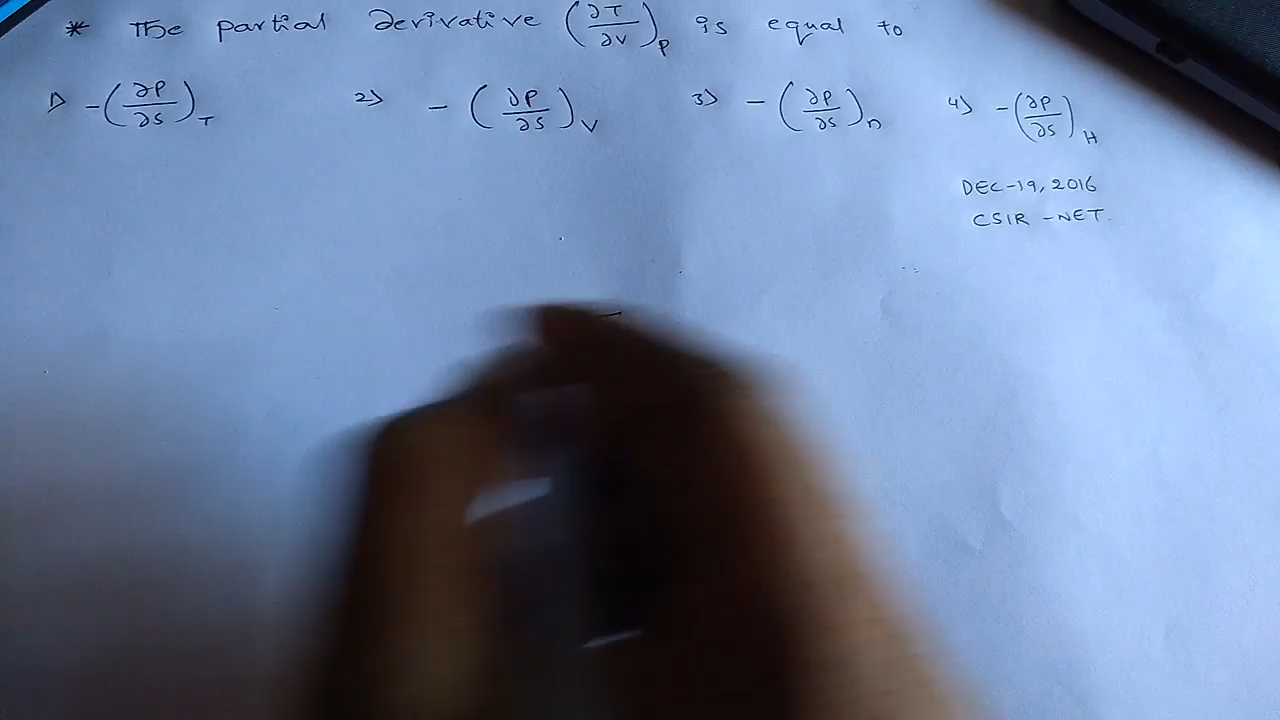 * The partial derivative (∂T/∂V)_P is equal to
1) -(∂P/∂S)_T 2) -(∂P/∂S)_V 3) -(∂P/∂S)_n 4) -(∂P/∂S)_H
DEC-19, 2016
CSIR -NET.